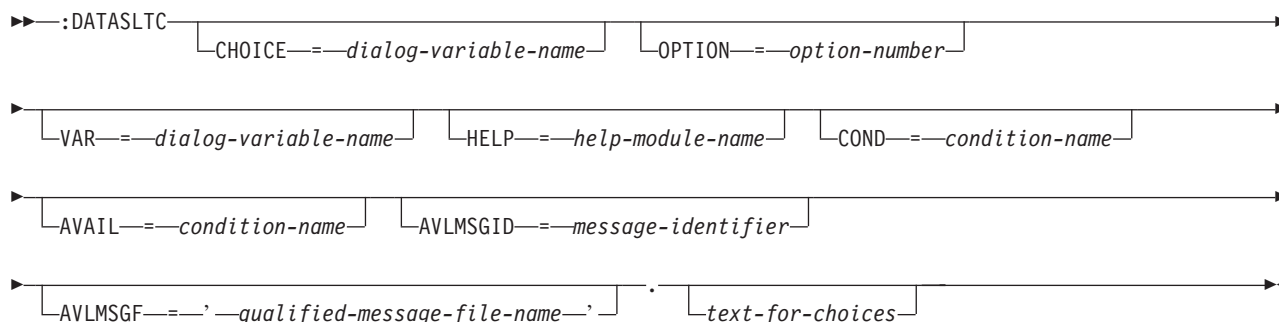 :DATASLTC
CHOICE = dialog-variable-name OPTION = option-number
VAR = dialog-variable-name HELP = help-module-name COND = condition-name
AVAIL = condition-name AVLMSGID = message-identifier
.
AVLMSGF = ' qualified-message-file-name ' text-for-choices